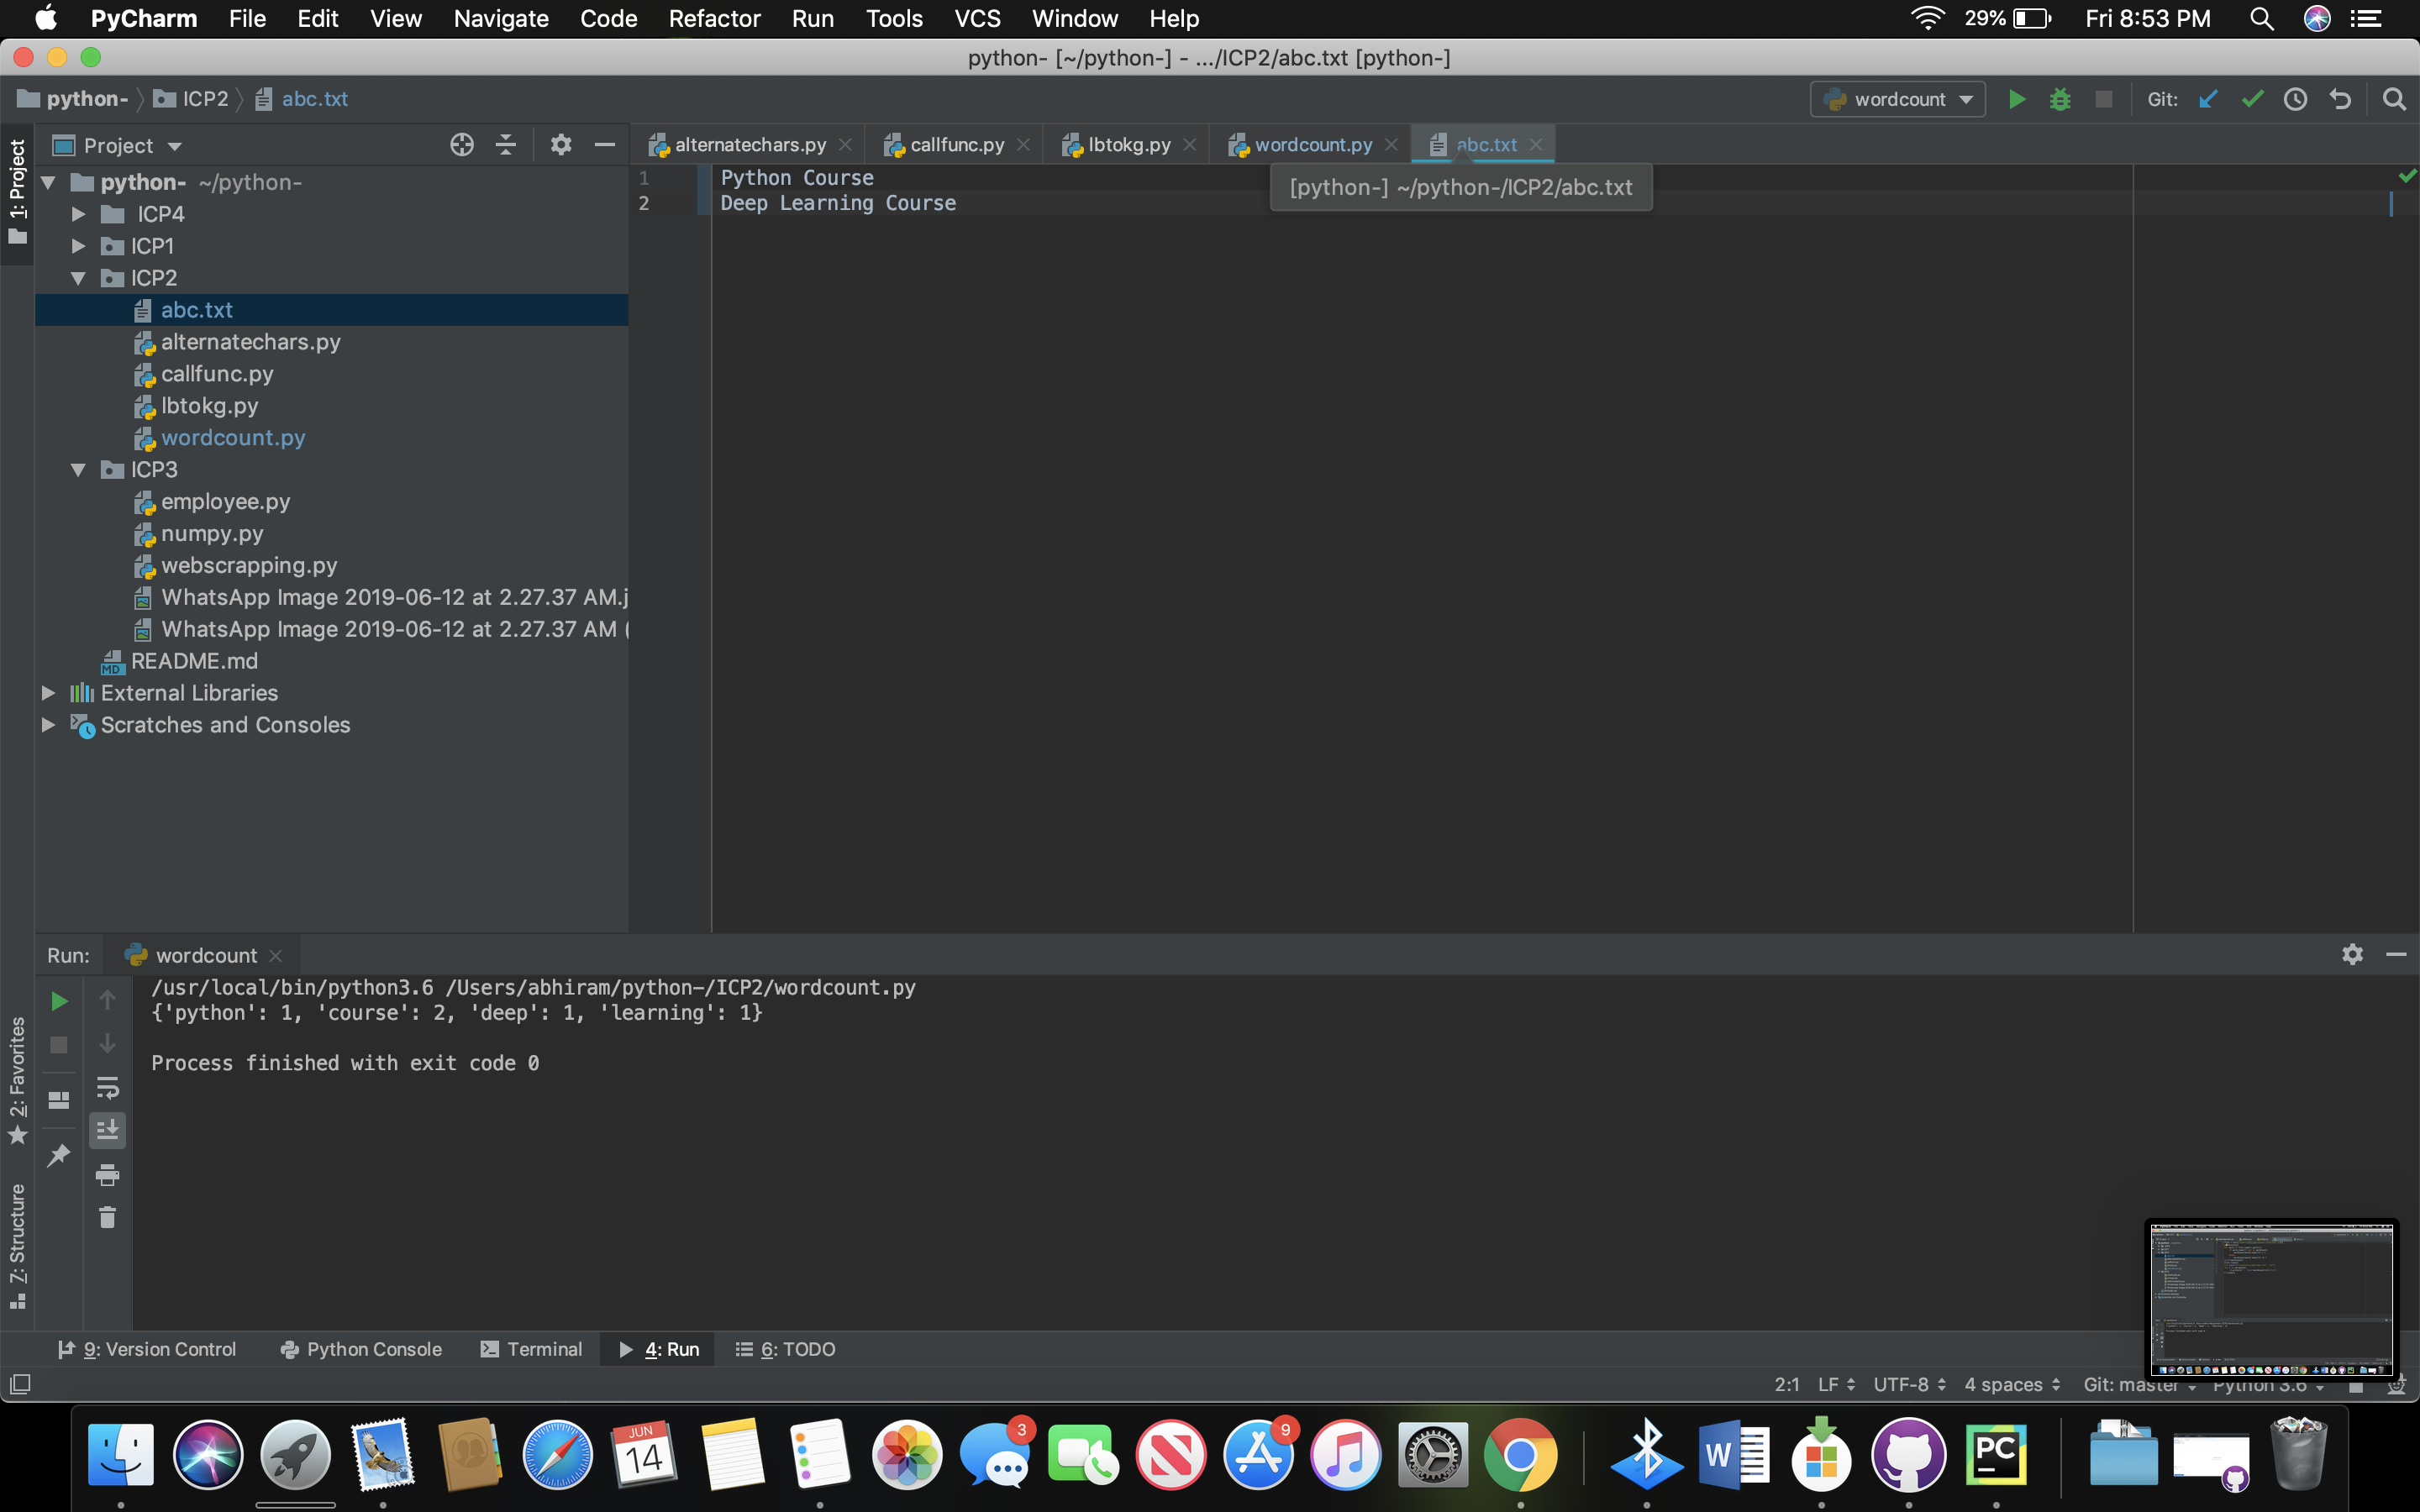 PyCharm File Edit View Navigate Code Refactor Run Tools VCS Window Help 29% Fri 8:53 PM
python- [~/python-] - .../ICP2/abc.txt [python-]
python- ICP2 abc.txt wordcount Git:
1: Project
Project
alternatechars.py callfunc.py lbtokg.py wordcount.py abc.txt
python- ~/python-
ICP4
ICP1
ICP2
abc.txt
alternatechars.py
callfunc.py
lbtokg.py
wordcount.py
ICP3
employee.py
numpy.py
webscrapping.py
WhatsApp Image 2019-06-12 at 2.27.37 AM.j
WhatsApp Image 2019-06-12 at 2.27.37 AM (
README.md
External Libraries
Scratches and Consoles
1 Python Course
2 Deep Learning Course
[python-] ~/python-/ICP2/abc.txt
Run: wordcount
/usr/local/bin/python3.6 /Users/abhiram/python-/ICP2/wordcount.py
{'python': 1, 'course': 2, 'deep': 1, 'learning': 1}
Process finished with exit code 0
2: Favorites
7: Structure
9: Version Control Python Console Terminal 4: Run 6: TODO
2:1 LF UTF-8 4 spaces Git: master Python 3.6
JUN
14
3
9
W
PC